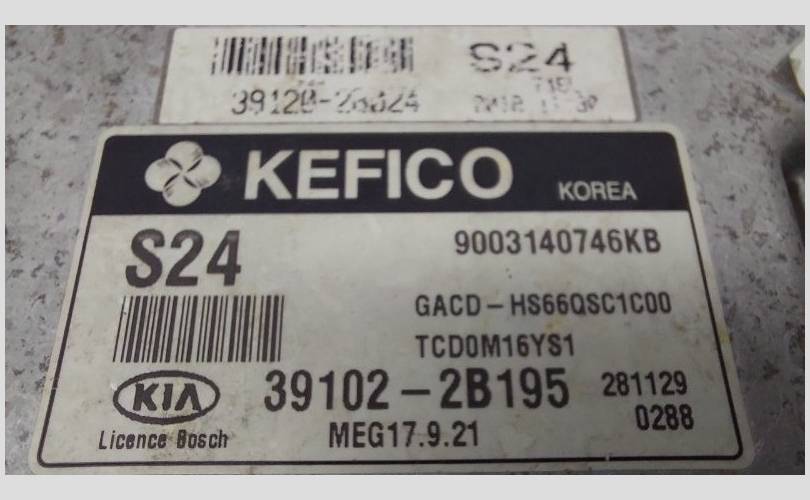 S24
39120-2B
KEFICO KOREA
S24
9003140746KB
GACD-HS66QSC1C00
TCD0M16YS1
KIA
39102-2B195
281129
0288
Licence Bosch
MEG17.9.21